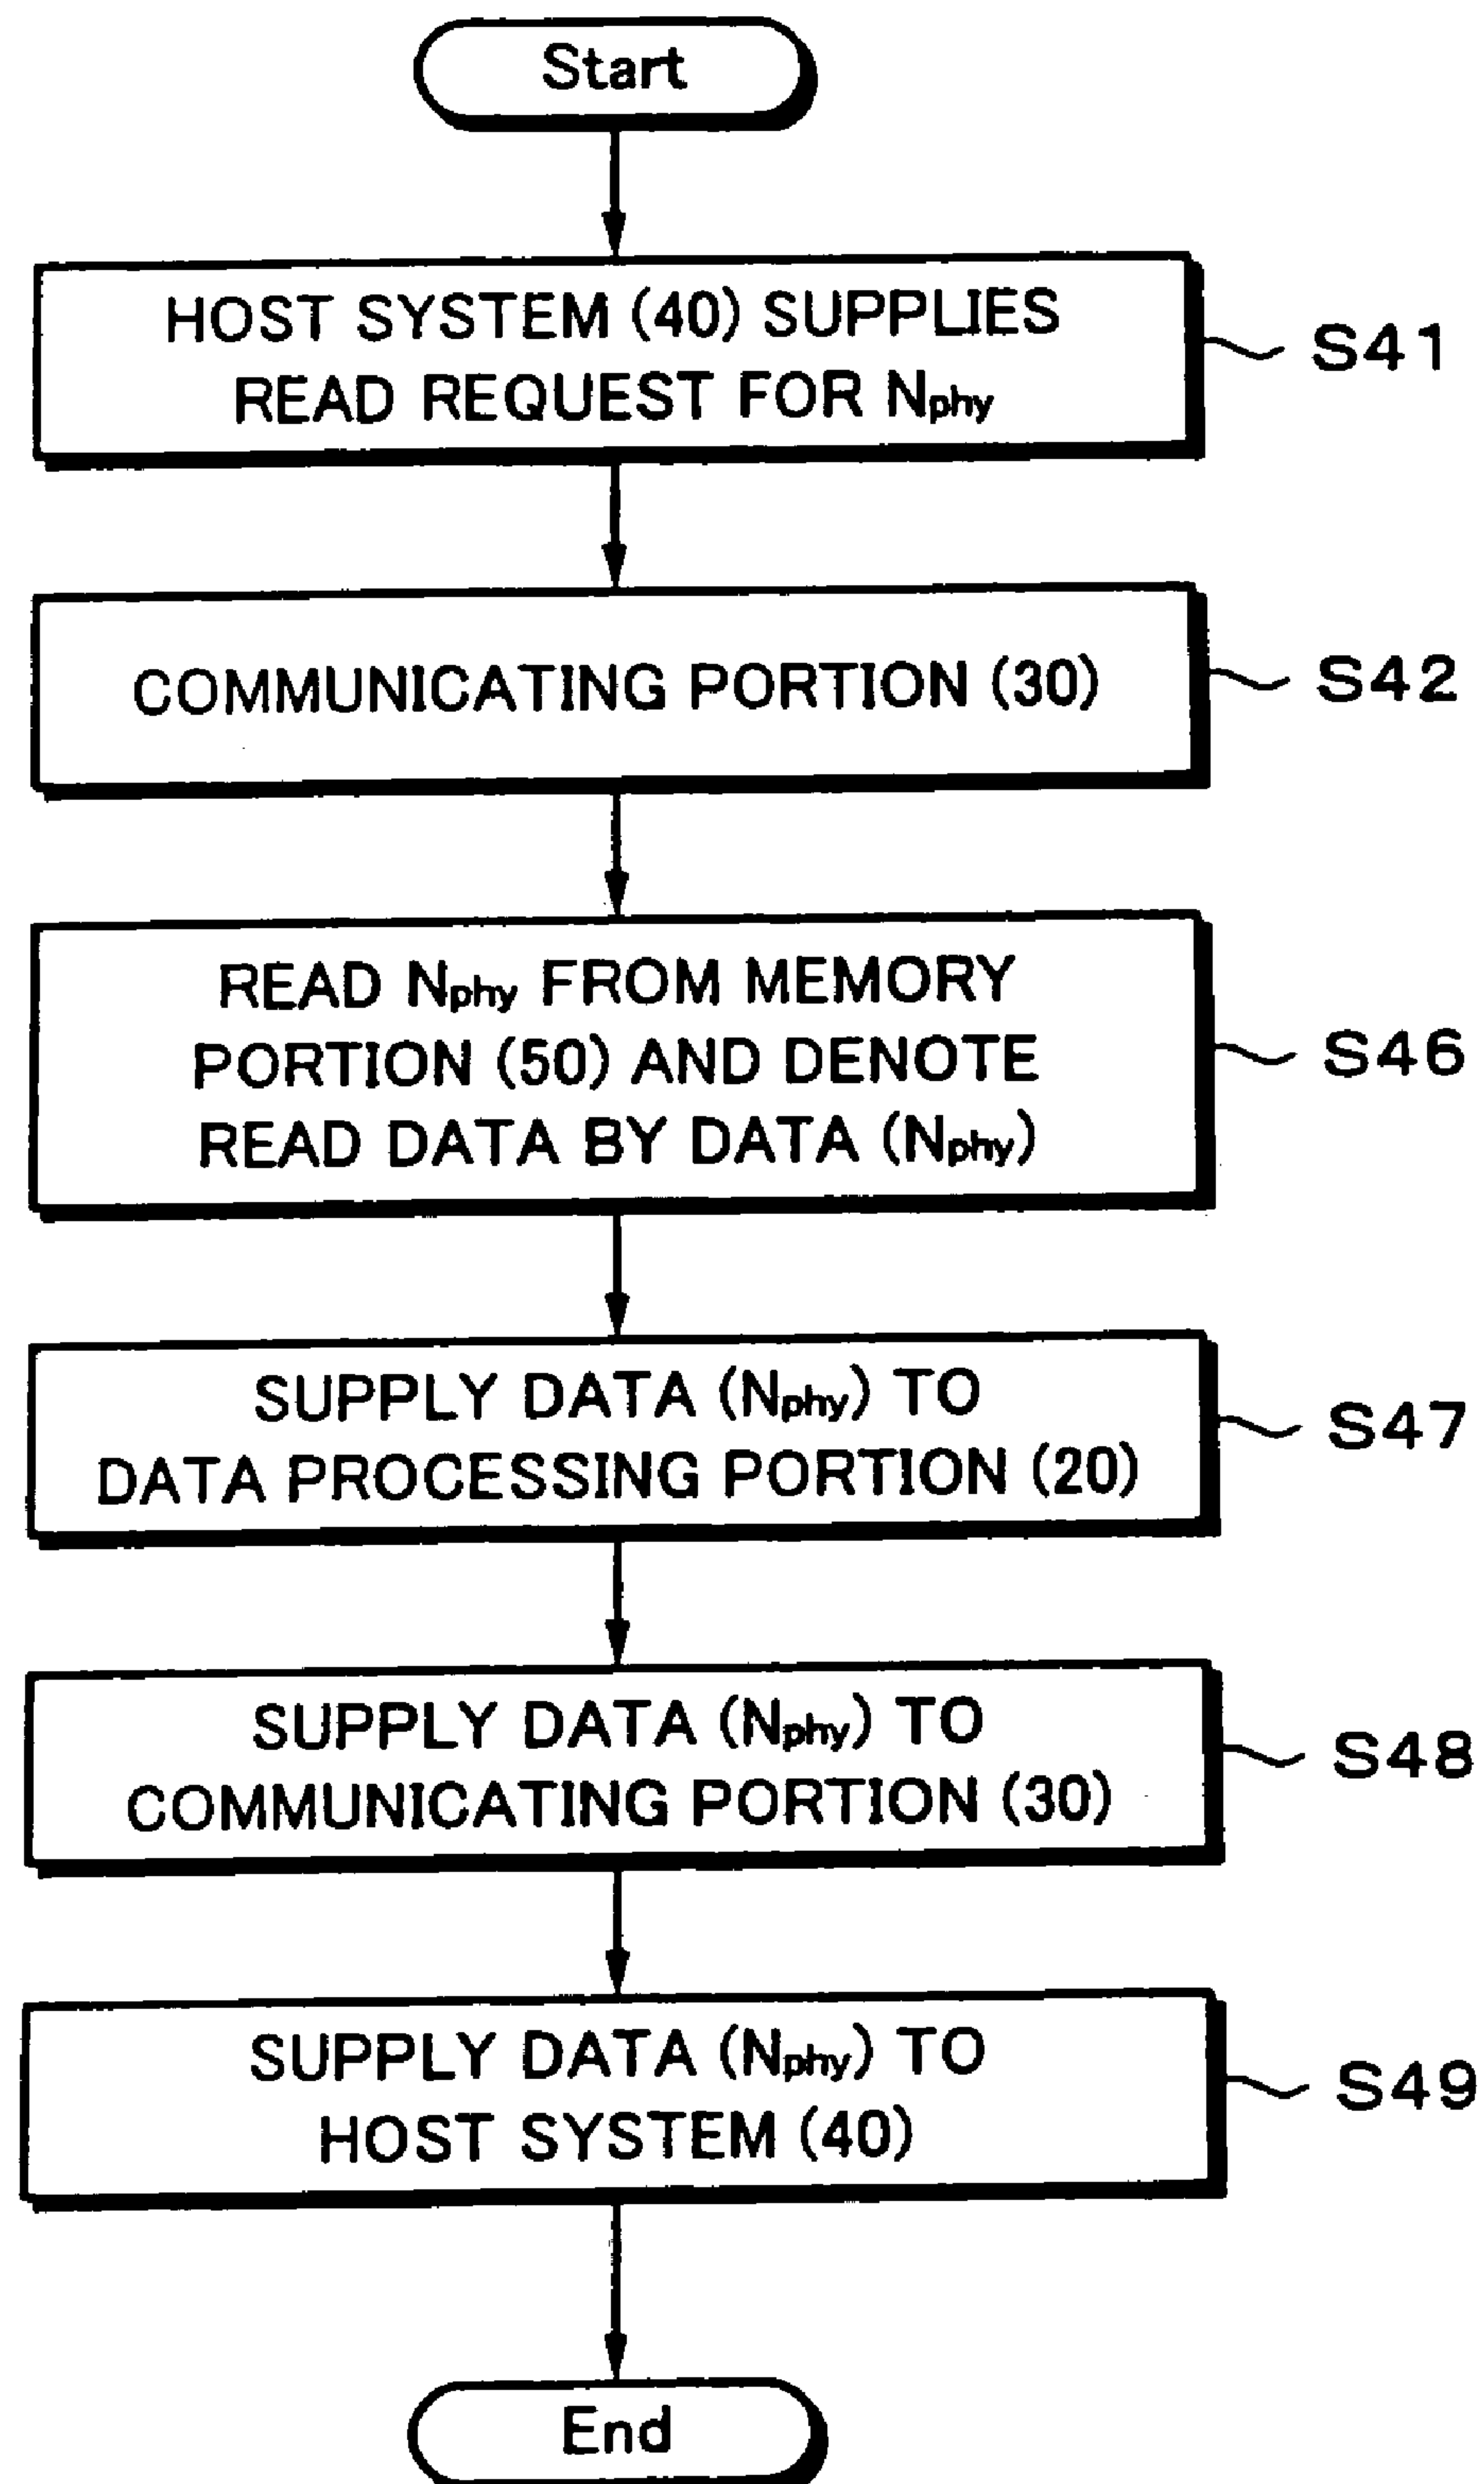 Start
HOST SYSTEM (40) SUPPLIES
READ REQUEST FOR Nphy
S41
COMMUNICATING PORTION (30)
S42
READ Nphy FROM MEMORY
PORTION (50) AND DENOTE
READ DATA BY DATA (Nphy)
S46
SUPPLY DATA (Nphy) TO
DATA PROCESSING PORTION (20)
S47
SUPPLY DATA (Nphy) TO
COMMUNICATING PORTION (30)
S48
SUPPLY DATA (Nphy) TO
HOST SYSTEM (40)
S49
End